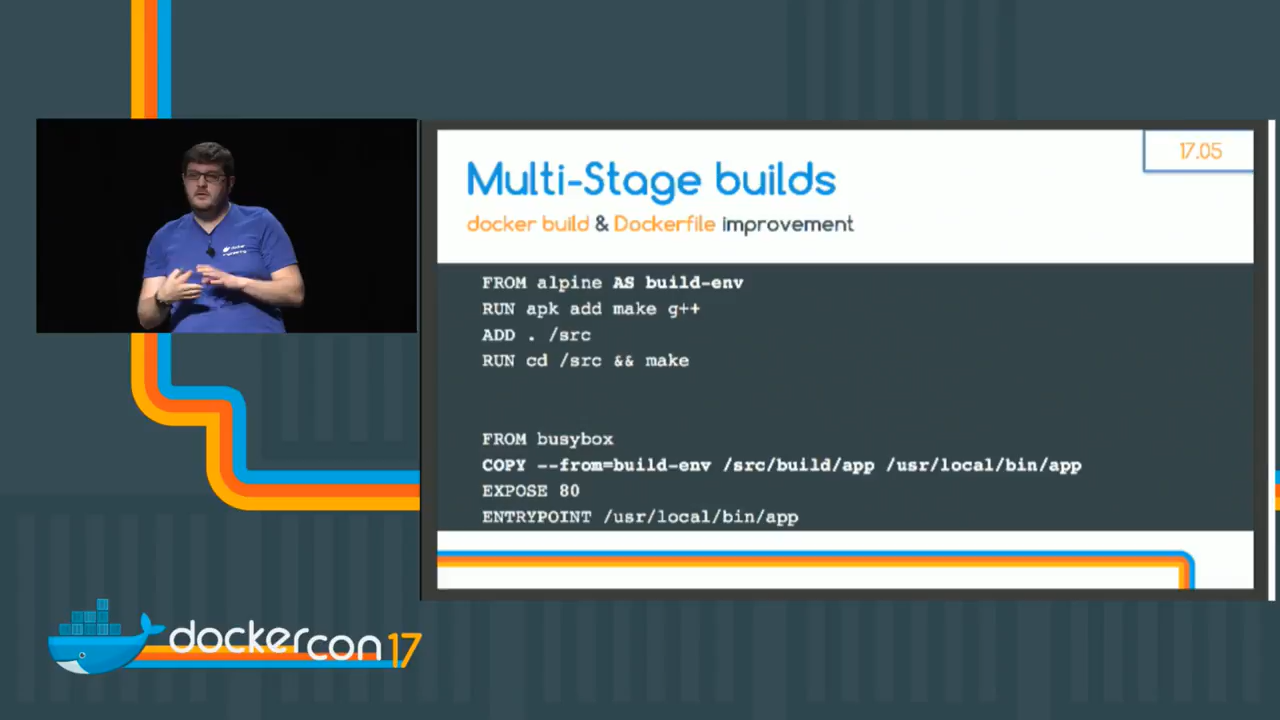 17.05
Multi-Stage builds
docker build & Dockerfile improvement
FROM alpine AS build-env
RUN apk add make g++
ADD . /src
RUN cd /src && make
FROM busybox
COPY --from=build-env /src/build/app /usr/local/bin/app
EXPOSE 80
ENTRYPOINT /usr/local/bin/app
docker
dockercon17